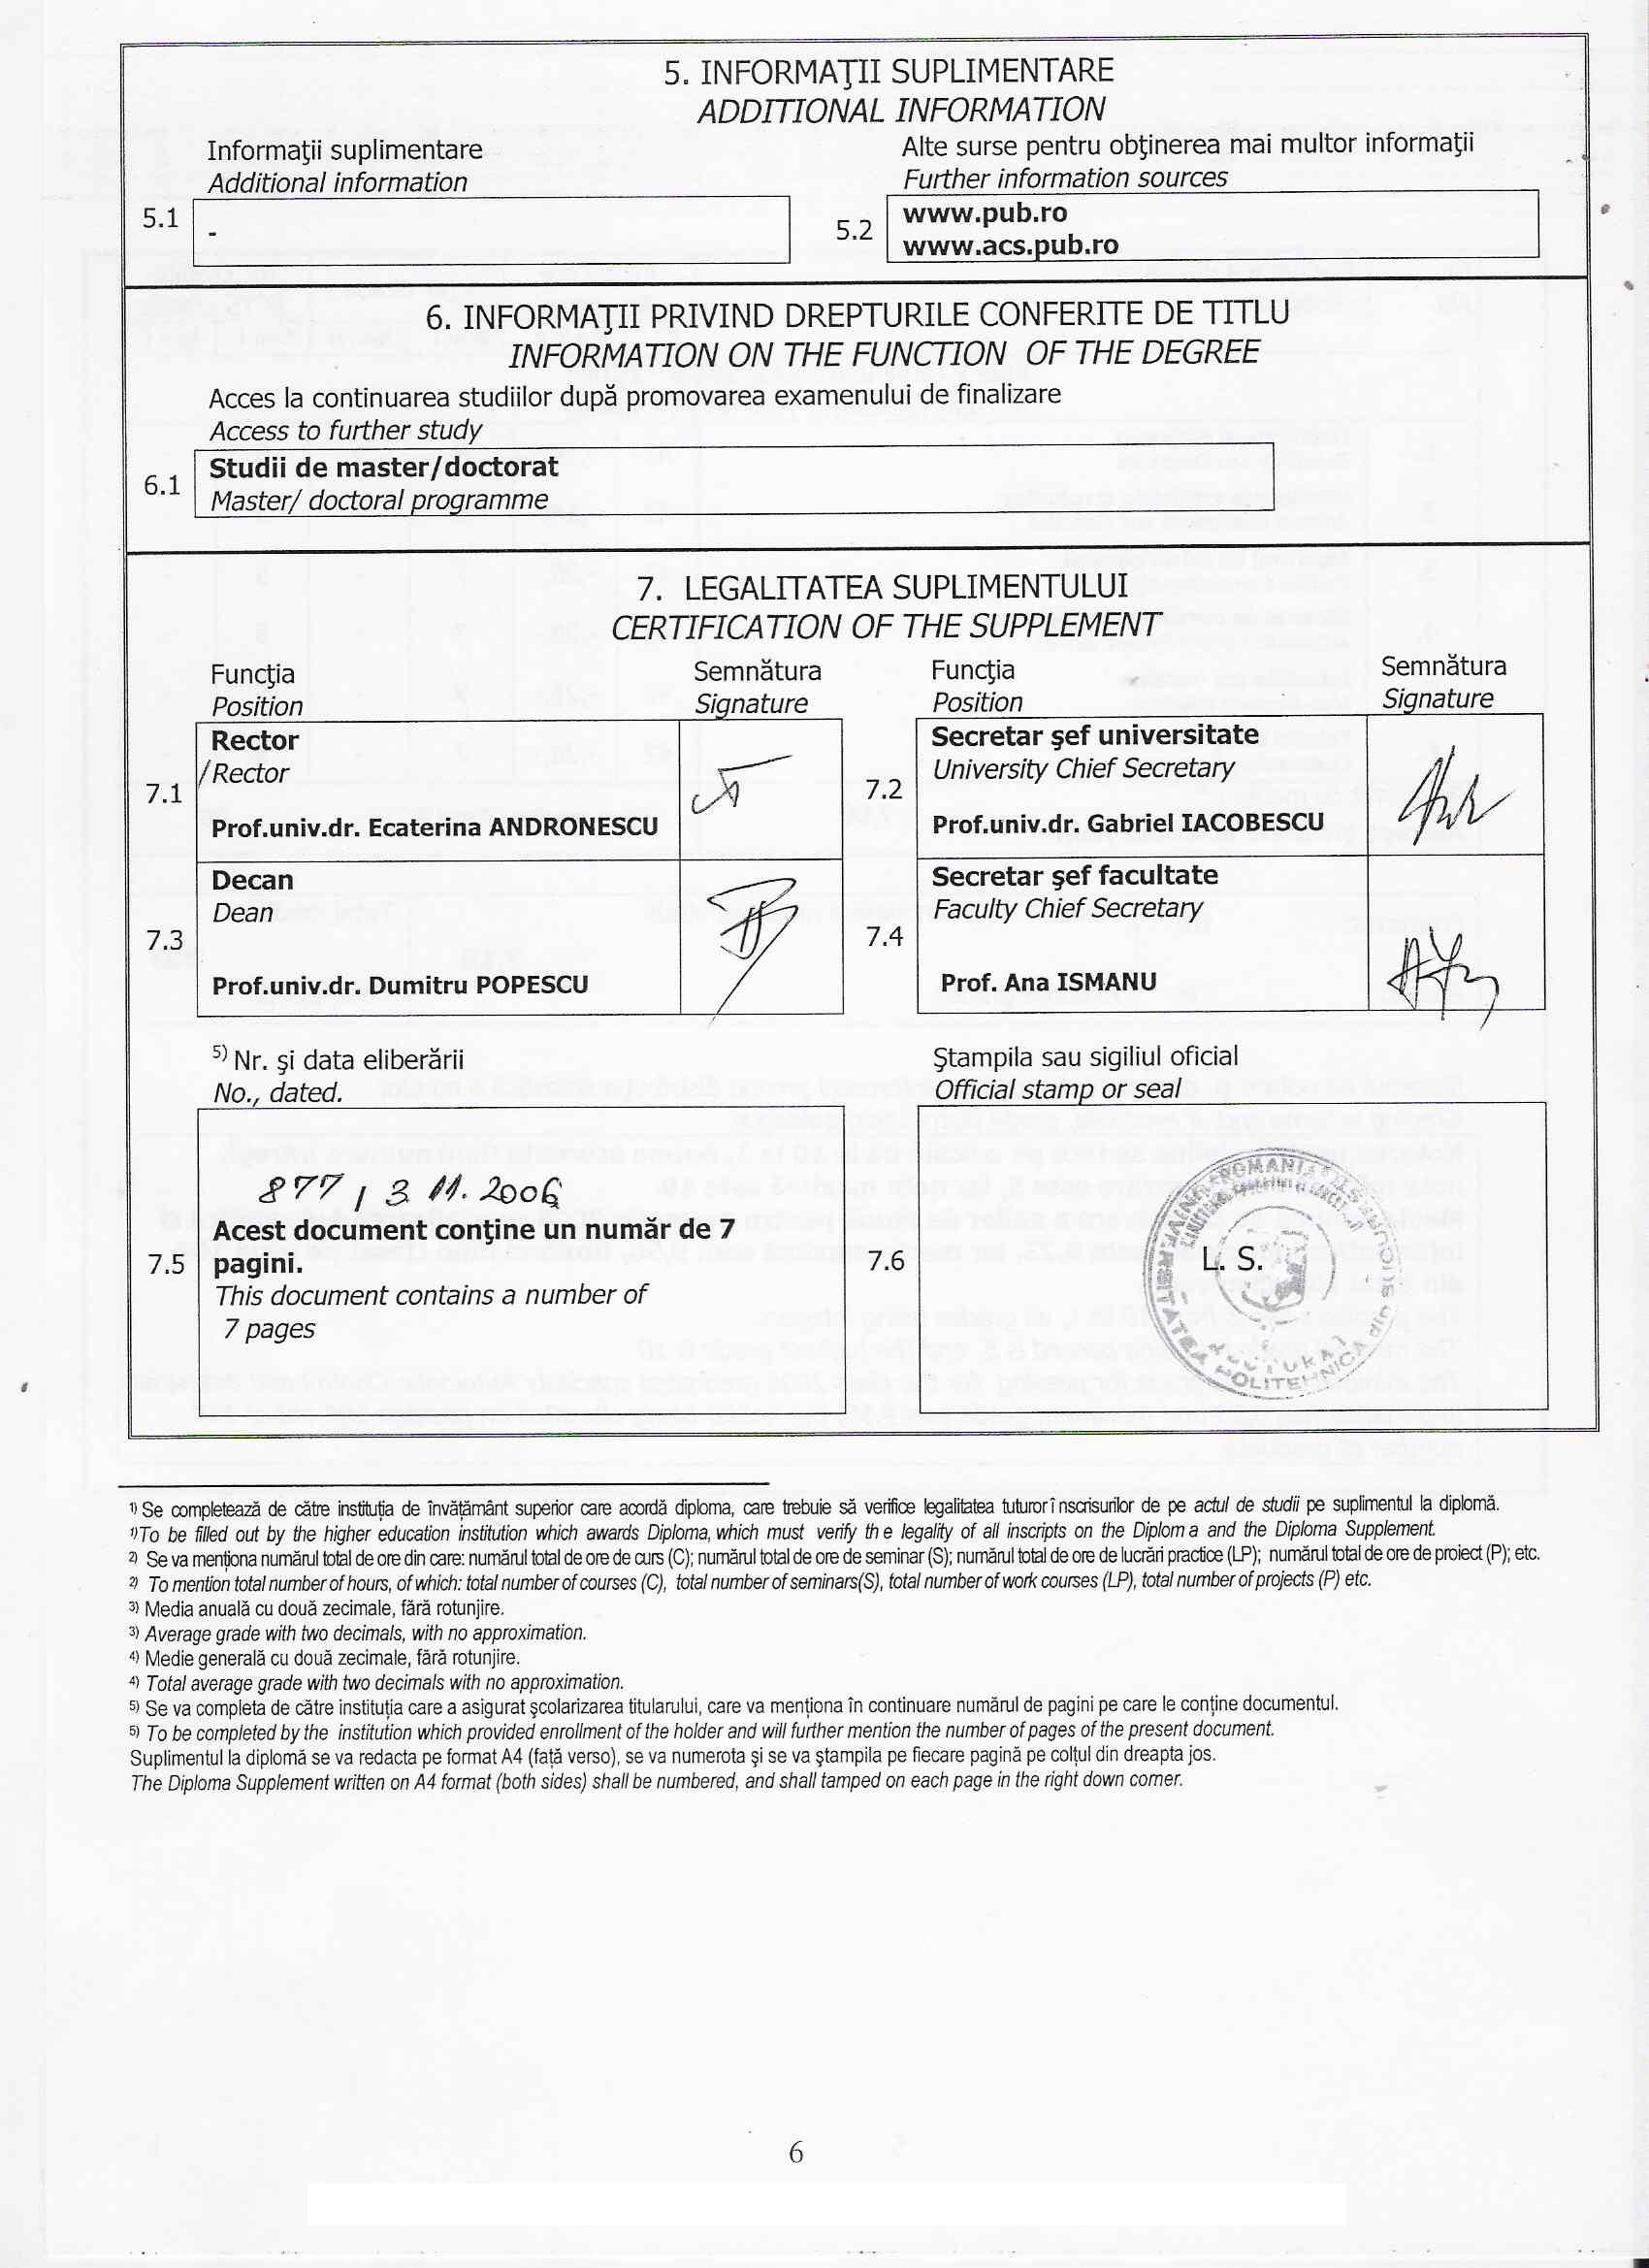 5. INFORMAŢII SUPLIMENTARE
ADDITIONAL INFORMATION
Informaţii suplimentare
Additional information
Alte surse pentru obţinerea mai multor informaţii
Further information sources
5.1
-
5.2
www.pub.ro
www.acs.pub.ro
6. INFORMAŢII PRIVIND DREPTURILE CONFERITE DE TITLU
INFORMATION ON THE FUNCTION OF THE DEGREE
Acces la continuarea studiilor după promovarea examenului de finalizare
Access to further study
6.1
Studii de master/doctorat
Master/ doctoral programme
7. LEGALITATEA SUPLIMENTULUI
CERTIFICATION OF THE SUPPLEMENT
Funcţia
Position
Semnătura
Signature
Funcţia
Position
Semnătura
Signature
7.1
Rector
/Rector
Prof.univ.dr. Ecaterina ANDRONESCU
7.2
Secretar şef universitate
University Chief Secretary
Prof.univ.dr. Gabriel IACOBESCU
7.3
Decan
Dean
Prof.univ.dr. Dumitru POPESCU
7.4
Secretar şef facultate
Faculty Chief Secretary
Prof. Ana ISMANU
5) Nr. şi data eliberării
No., dated.
Ştampila sau sigiliul oficial
Official stamp or seal
877 / 3 11. 2006
7.5
Acest document conţine un număr de 7
pagini.
This document contains a number of
7 pages
7.6
L. S.
ROMANIA
UNIVERSITATEA POLITEHNICA din
1) Se completează de către instituţia de învăţământ superior care acordă diploma, care trebuie să verifice legalitatea tuturor înscrisurilor de pe actul de studii pe suplimentul la diplomă.
1)To be filled out by the higher education institution which awards Diploma, which must verify the legality of all inscripts on the Diploma and the Diploma Supplement.
2) Se va menţiona numărul total de ore din care: numărul total de ore de curs (C); numărul total de ore de seminar (S); numărul total de ore de lucrări practice (LP); numărul total de ore de proiect (P); etc.
2) To mention total number of hours, of which: total number of courses (C), total number of seminars(S), total number of work courses (LP), total number of projects (P) etc.
3) Media anuală cu două zecimale, fără rotunjire.
3) Average grade with two decimals, with no approximation.
4) Medie generală cu două zecimale, fără rotunjire.
4) Total average grade with two decimals with no approximation.
5) Se va completa de către instituţia care a asigurat şcolarizarea titularului, care va menţiona în continuare numărul de pagini pe care le conţine documentul.
5) To be completed by the institution which provided enrollment of the holder and will further mention the number of pages of the present document.
Suplimentul la diplomă se va redacta pe format A4 (faţă verso), se va numerota şi se va ştampila pe fiecare pagină pe colţul din dreapta jos.
The Diploma Supplement written on A4 format (both sides) shall be numbered, and shall tamped on each page in the right down corner.
6